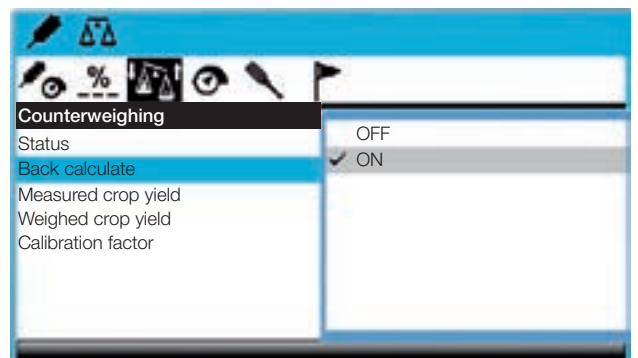 %
Counterweighing
Status
Back calculate
Measured crop yield
Weighed crop yield
Calibration factor
OFF
ON